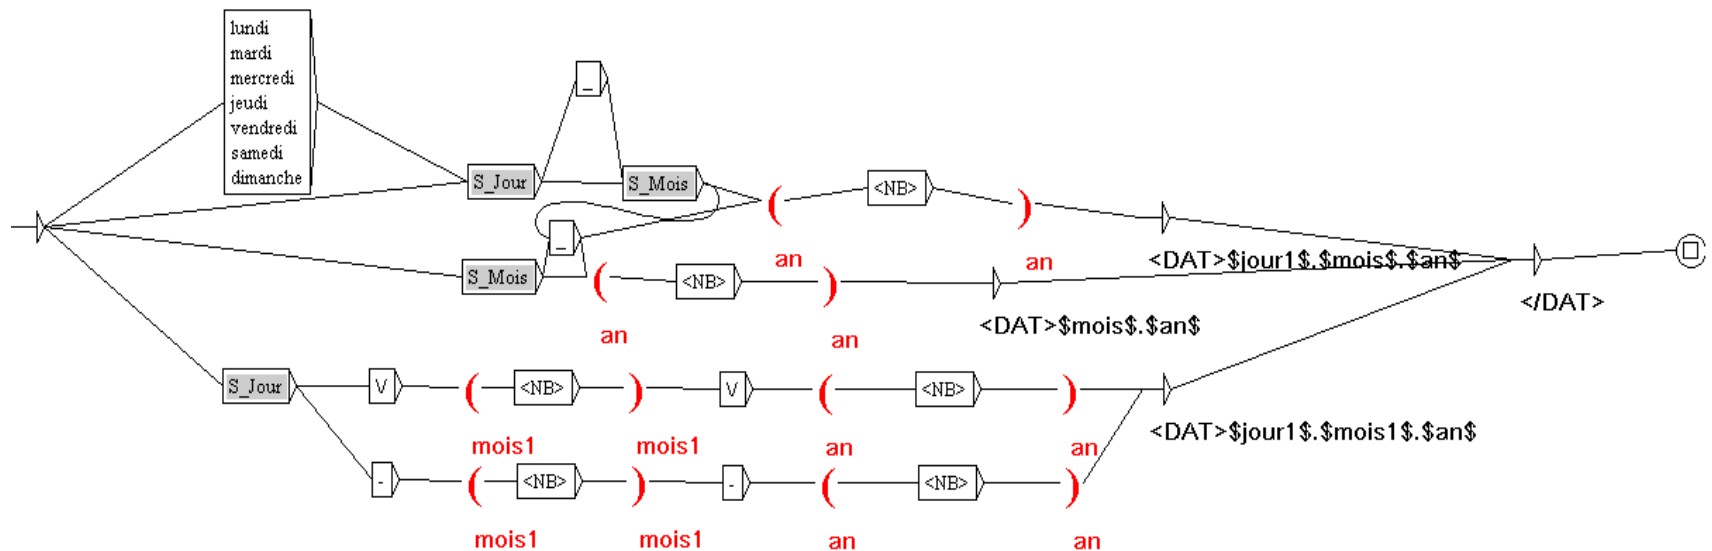 lundi
mardi
mercredi
jeudi
vendredi
samedi
dimanche
_
S_Jour
S_Mois
( <NB> )
an an
<DAT>$jour1$.$mois$.$an$
_
S_Mois
( <NB> )
an an
<DAT>$mois$.$an$
</DAT>
S_Jour
\/ ( <NB> ) \/ ( <NB> )
mois1 mois1 an an
<DAT>$jour1$.$mois1$.$an$
- ( <NB> ) - ( <NB> )
mois1 mois1 an an